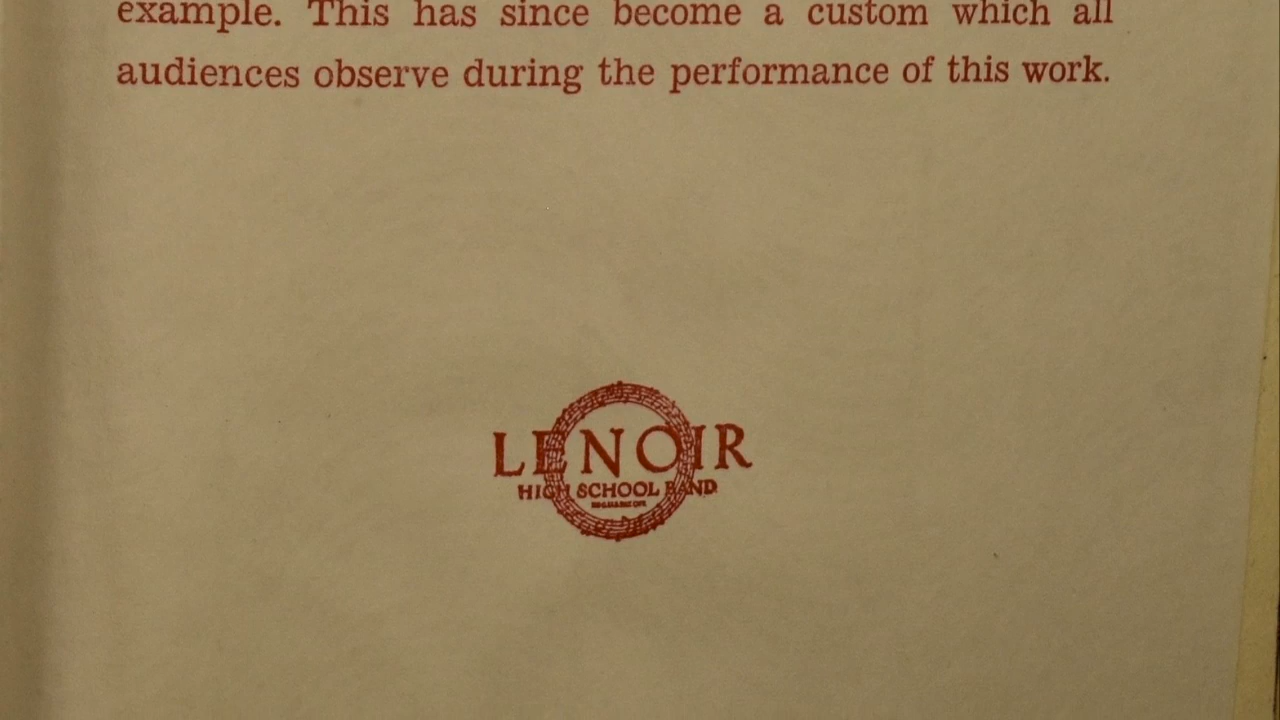 example. This has since become a custom which all
audiences observe during the performance of this work.
LENOIR
HIGH SCHOOL BAND